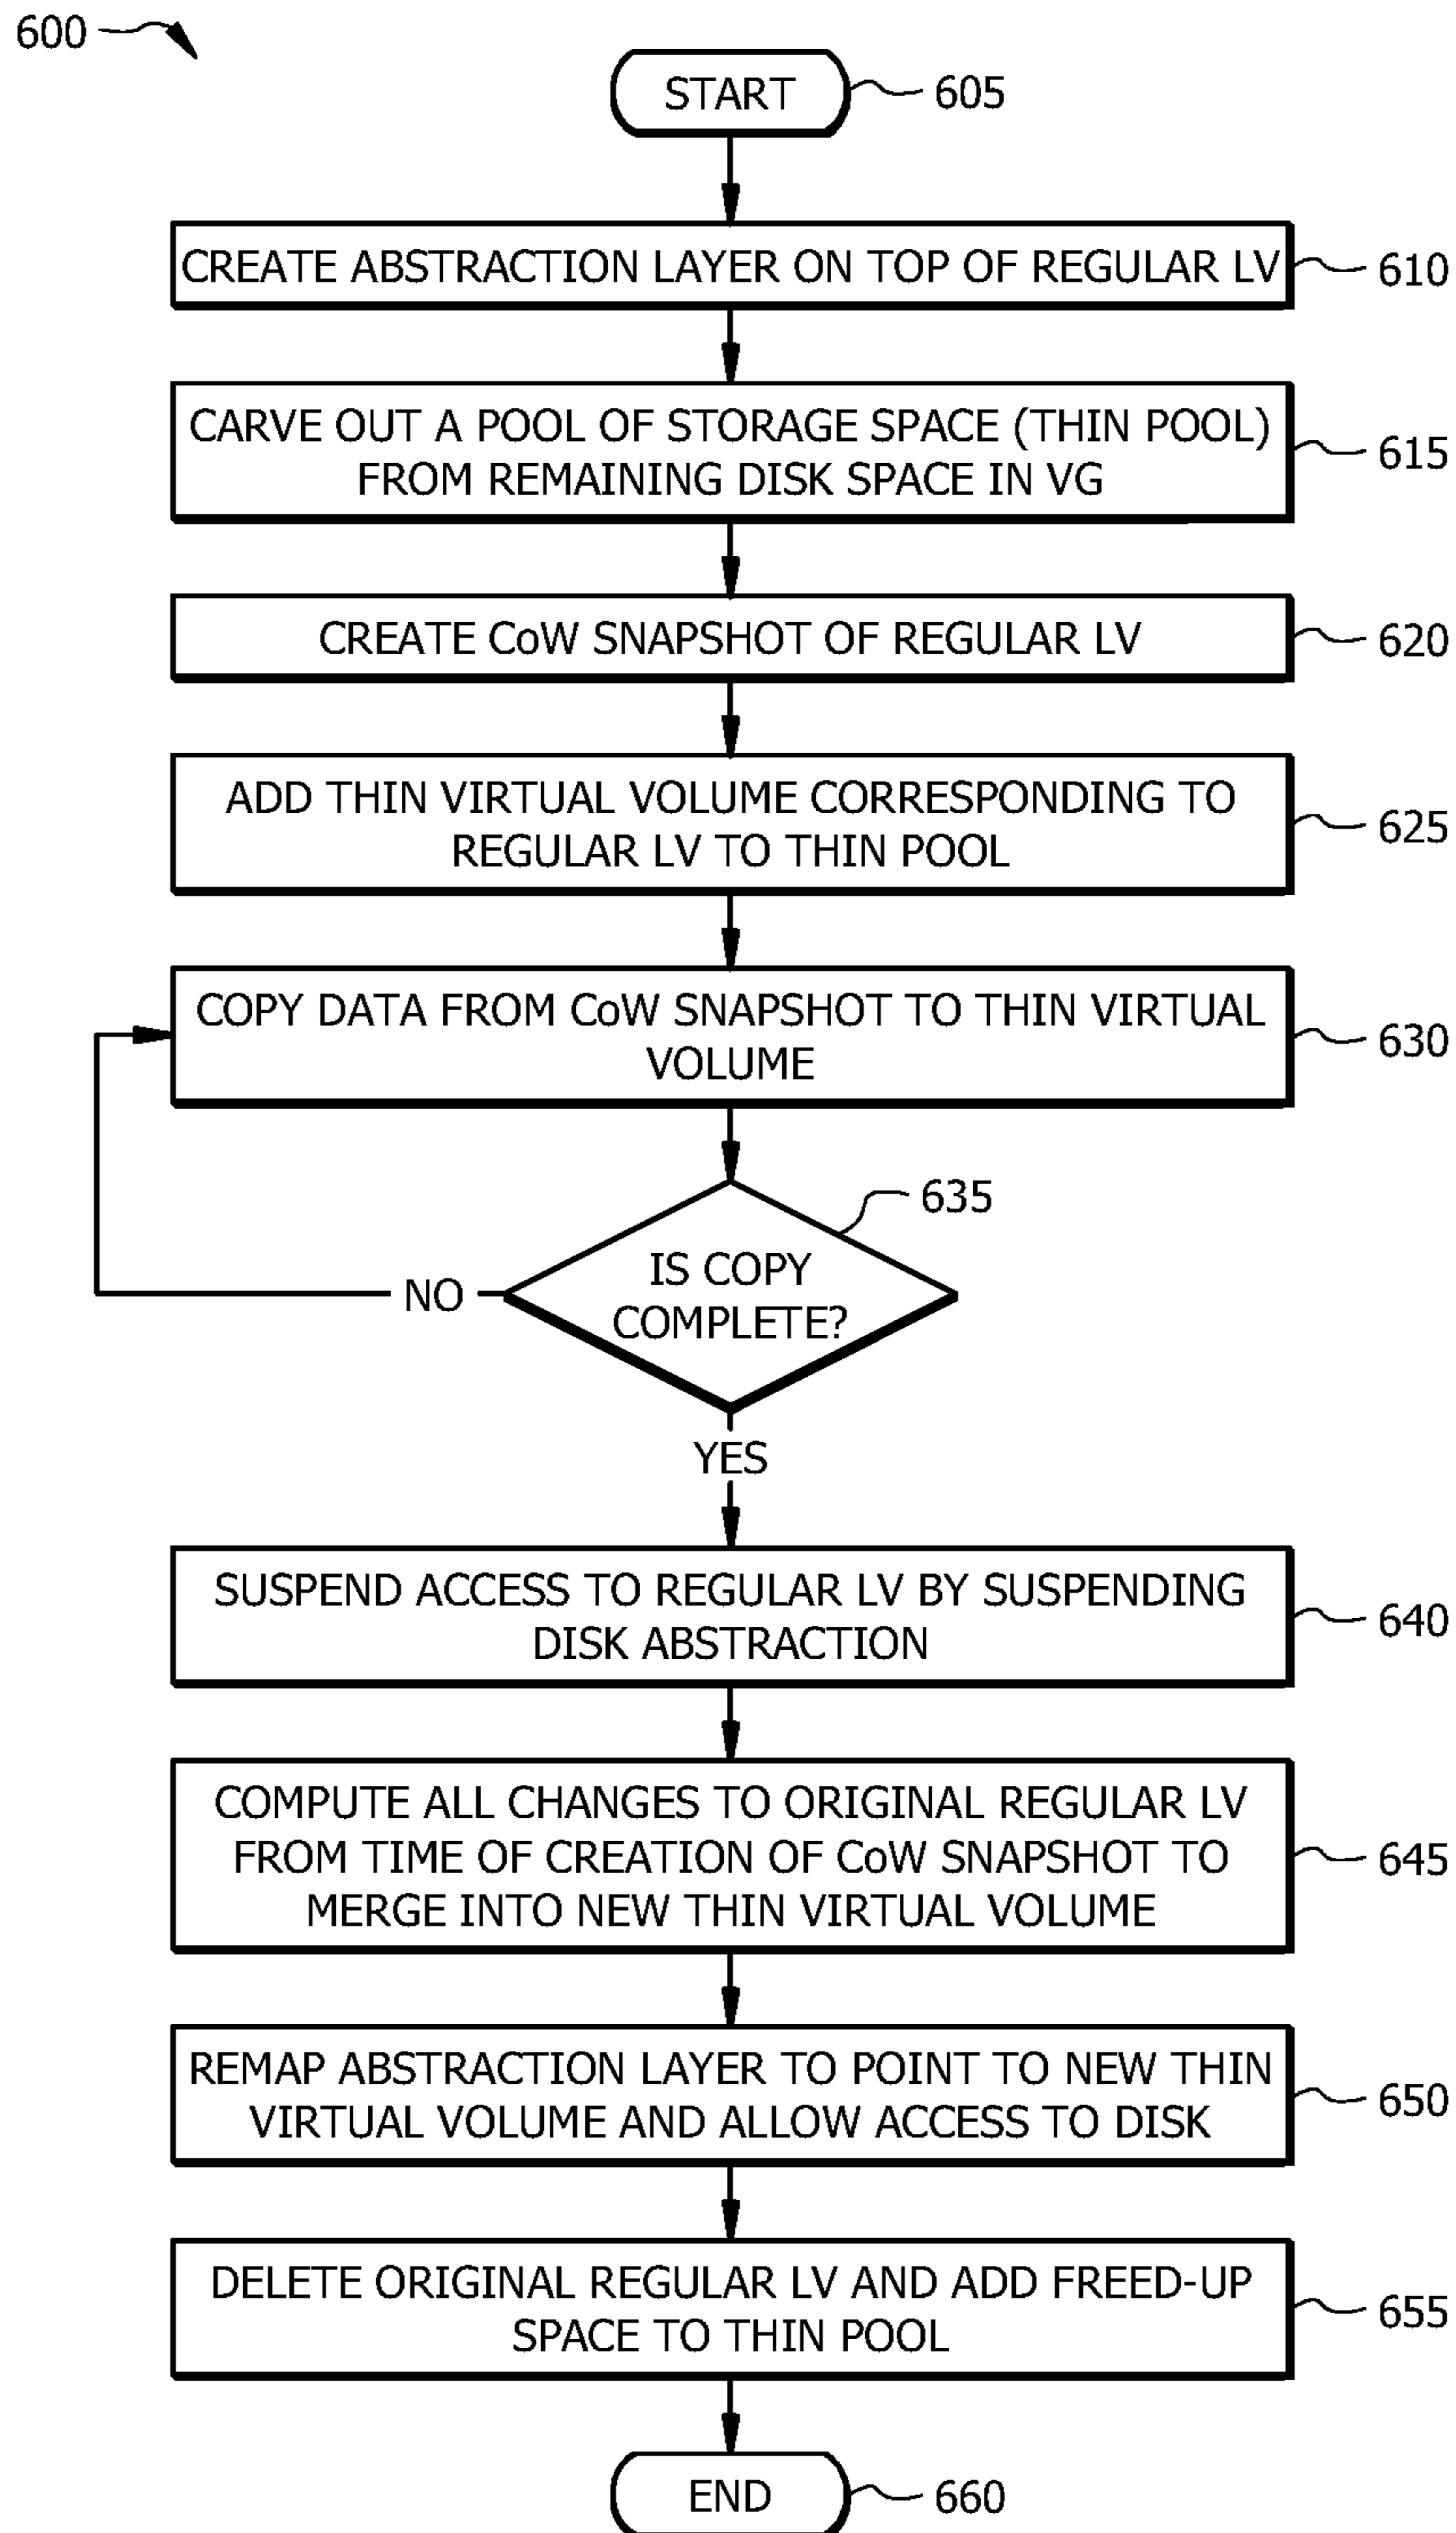 600
START
605
CREATE ABSTRACTION LAYER ON TOP OF REGULAR LV
610
CARVE OUT A POOL OF STORAGE SPACE (THIN POOL)
FROM REMAINING DISK SPACE IN VG
615
CREATE CoW SNAPSHOT OF REGULAR LV
620
ADD THIN VIRTUAL VOLUME CORRESPONDING TO
REGULAR LV TO THIN POOL
625
COPY DATA FROM CoW SNAPSHOT TO THIN VIRTUAL
VOLUME
630
635
IS COPY
COMPLETE?
NO
YES
SUSPEND ACCESS TO REGULAR LV BY SUSPENDING
DISK ABSTRACTION
640
COMPUTE ALL CHANGES TO ORIGINAL REGULAR LV
FROM TIME OF CREATION OF CoW SNAPSHOT TO
MERGE INTO NEW THIN VIRTUAL VOLUME
645
REMAP ABSTRACTION LAYER TO POINT TO NEW THIN
VIRTUAL VOLUME AND ALLOW ACCESS TO DISK
650
DELETE ORIGINAL REGULAR LV AND ADD FREED-UP
SPACE TO THIN POOL
655
END
660